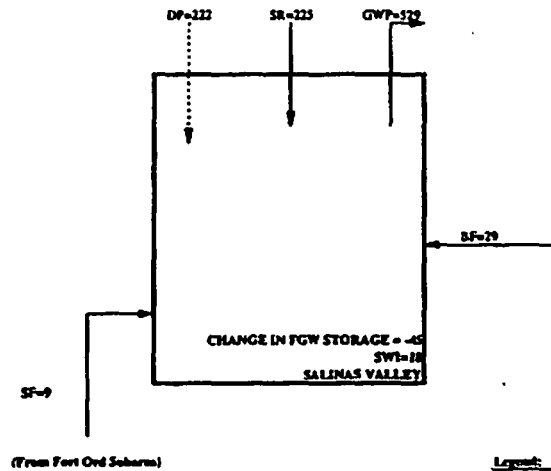 DP=222 SR=225 GWP=529
BF=29
CHANGE IN FGW STORAGE = -45
SWI=18
SALINAS VALLEY
SF=9
(From Fort Ord Subarea)
Legend: